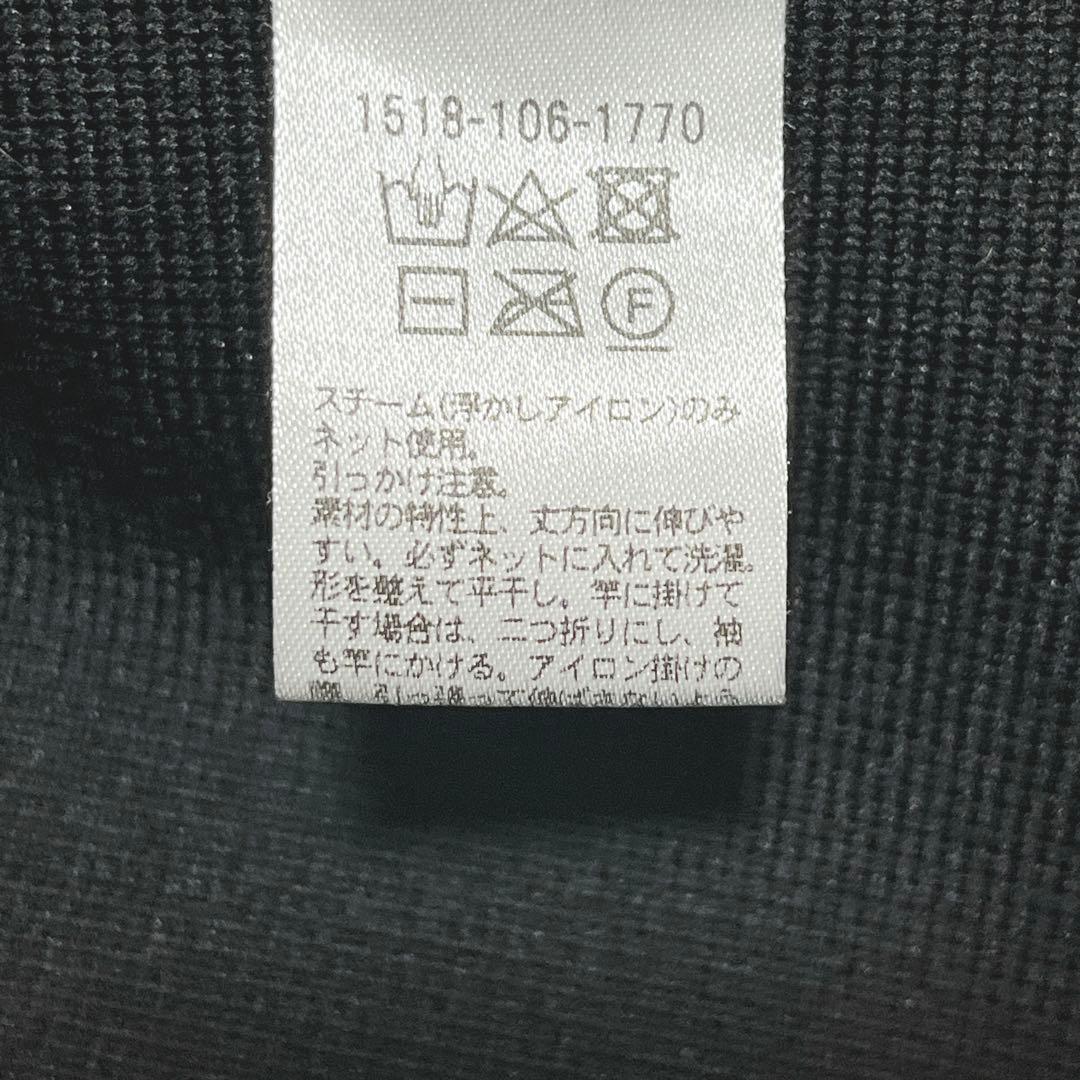 1518-106-1770
F
スチーム(浮かしアイロン)のみ
ネット使用。
引っかけ注意。
素材の特性上、丈方向に伸びや
すい。必ずネットに入れて洗濯。
形を整えて平干し。竿に掛けて
干す場合は、二つ折りにし、袖
も竿にかける。アイロン掛けの